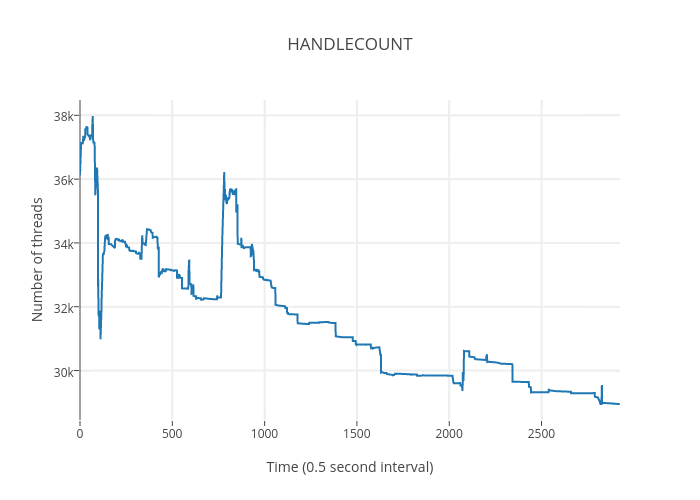 HANDLECOUNT
Number of threads
38k
36k
34k
32k
30k
0 500 1000 1500 2000 2500
Time (0.5 second interval)